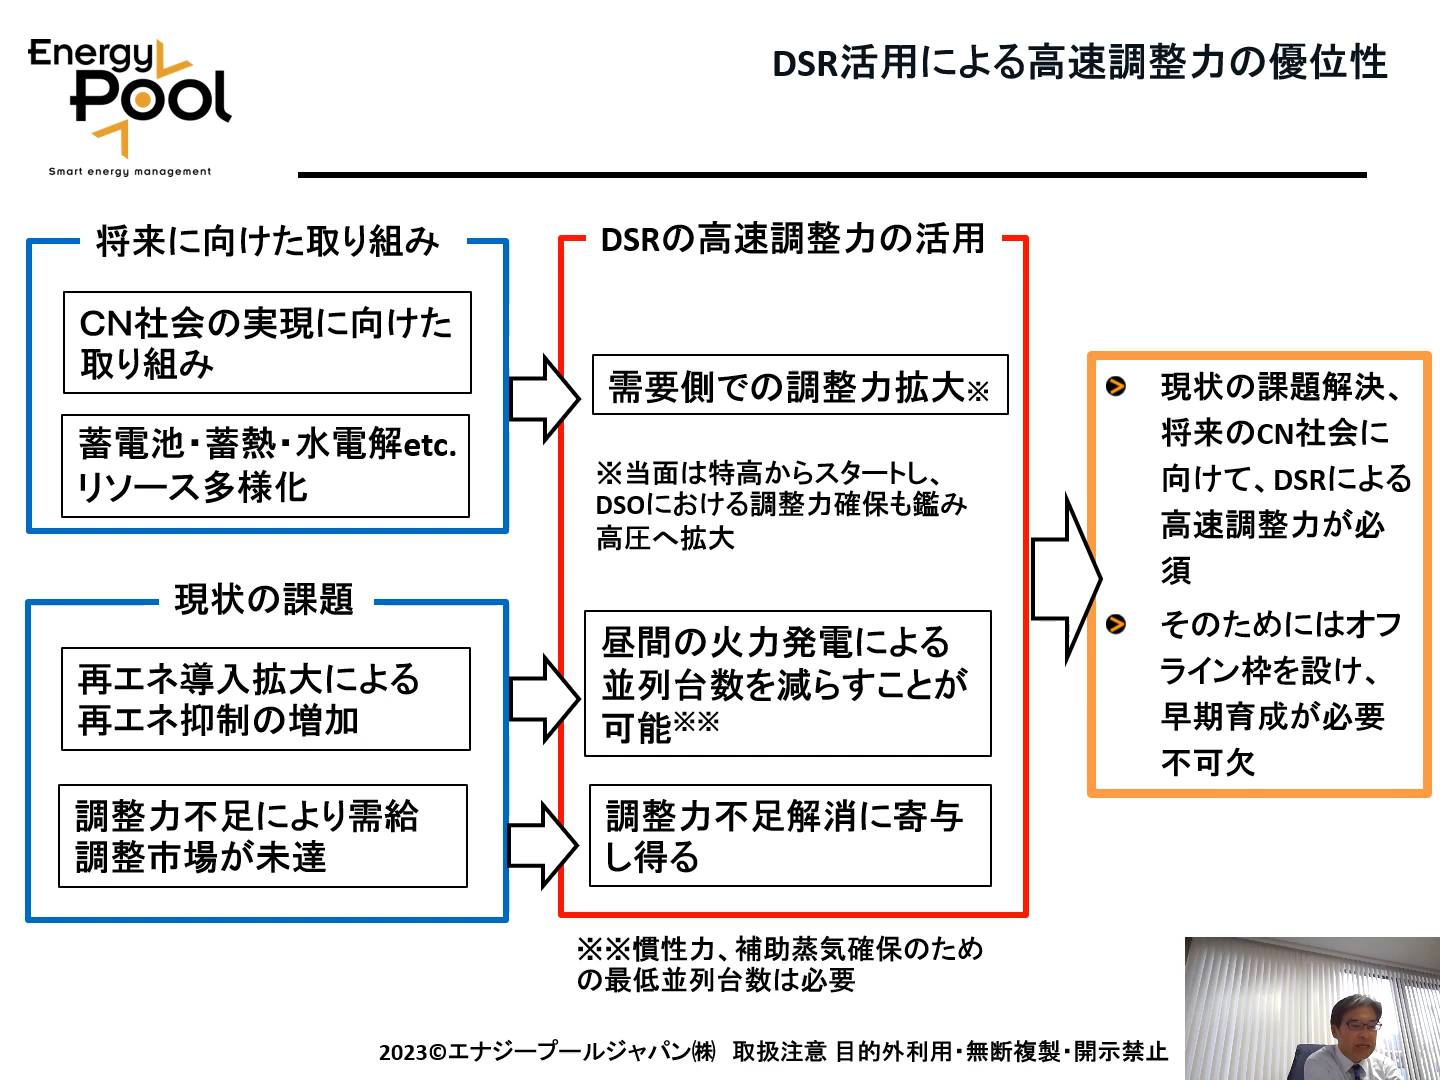 Energy
Pool
Smart energy management
DSR活用による高速調整力の優位性
将来に向けた取り組み
CN社会の実現に向けた
取り組み
蓄電池・蓄熱・水電解etc.
リソース多様化
現状の課題
再エネ導入拡大による
再エネ抑制の増加
調整力不足により需給
調整市場が未達
DSRの高速調整力の活用
需要側での調整力拡大※
※当面は特高からスタートし、
DSOにおける調整力確保も鑑み
高圧へ拡大
昼間の火力発電による
並列台数を減らすことが
可能※※
調整力不足解消に寄与
し得る
※※慣性力、補助蒸気確保のため
の最低並列台数は必要
現状の課題解決、
将来のCN社会に
向けて、DSRによる
高速調整力が必
須
そのためにはオフ
ライン枠を設け、
早期育成が必要
不可欠
2023©エナジープールジャパン㈱ 取扱注意 目的外利用・無断複製・開示禁止